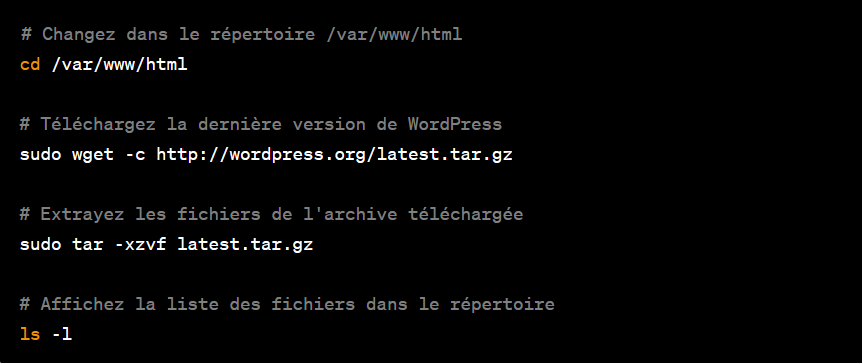 # Changez dans le répertoire /var/www/html
cd /var/www/html
# Téléchargez la dernière version de WordPress
sudo wget -c http://wordpress.org/latest.tar.gz
# Extrayez les fichiers de l'archive téléchargée
sudo tar -xzvf latest.tar.gz
# Affichez la liste des fichiers dans le répertoire
ls -l